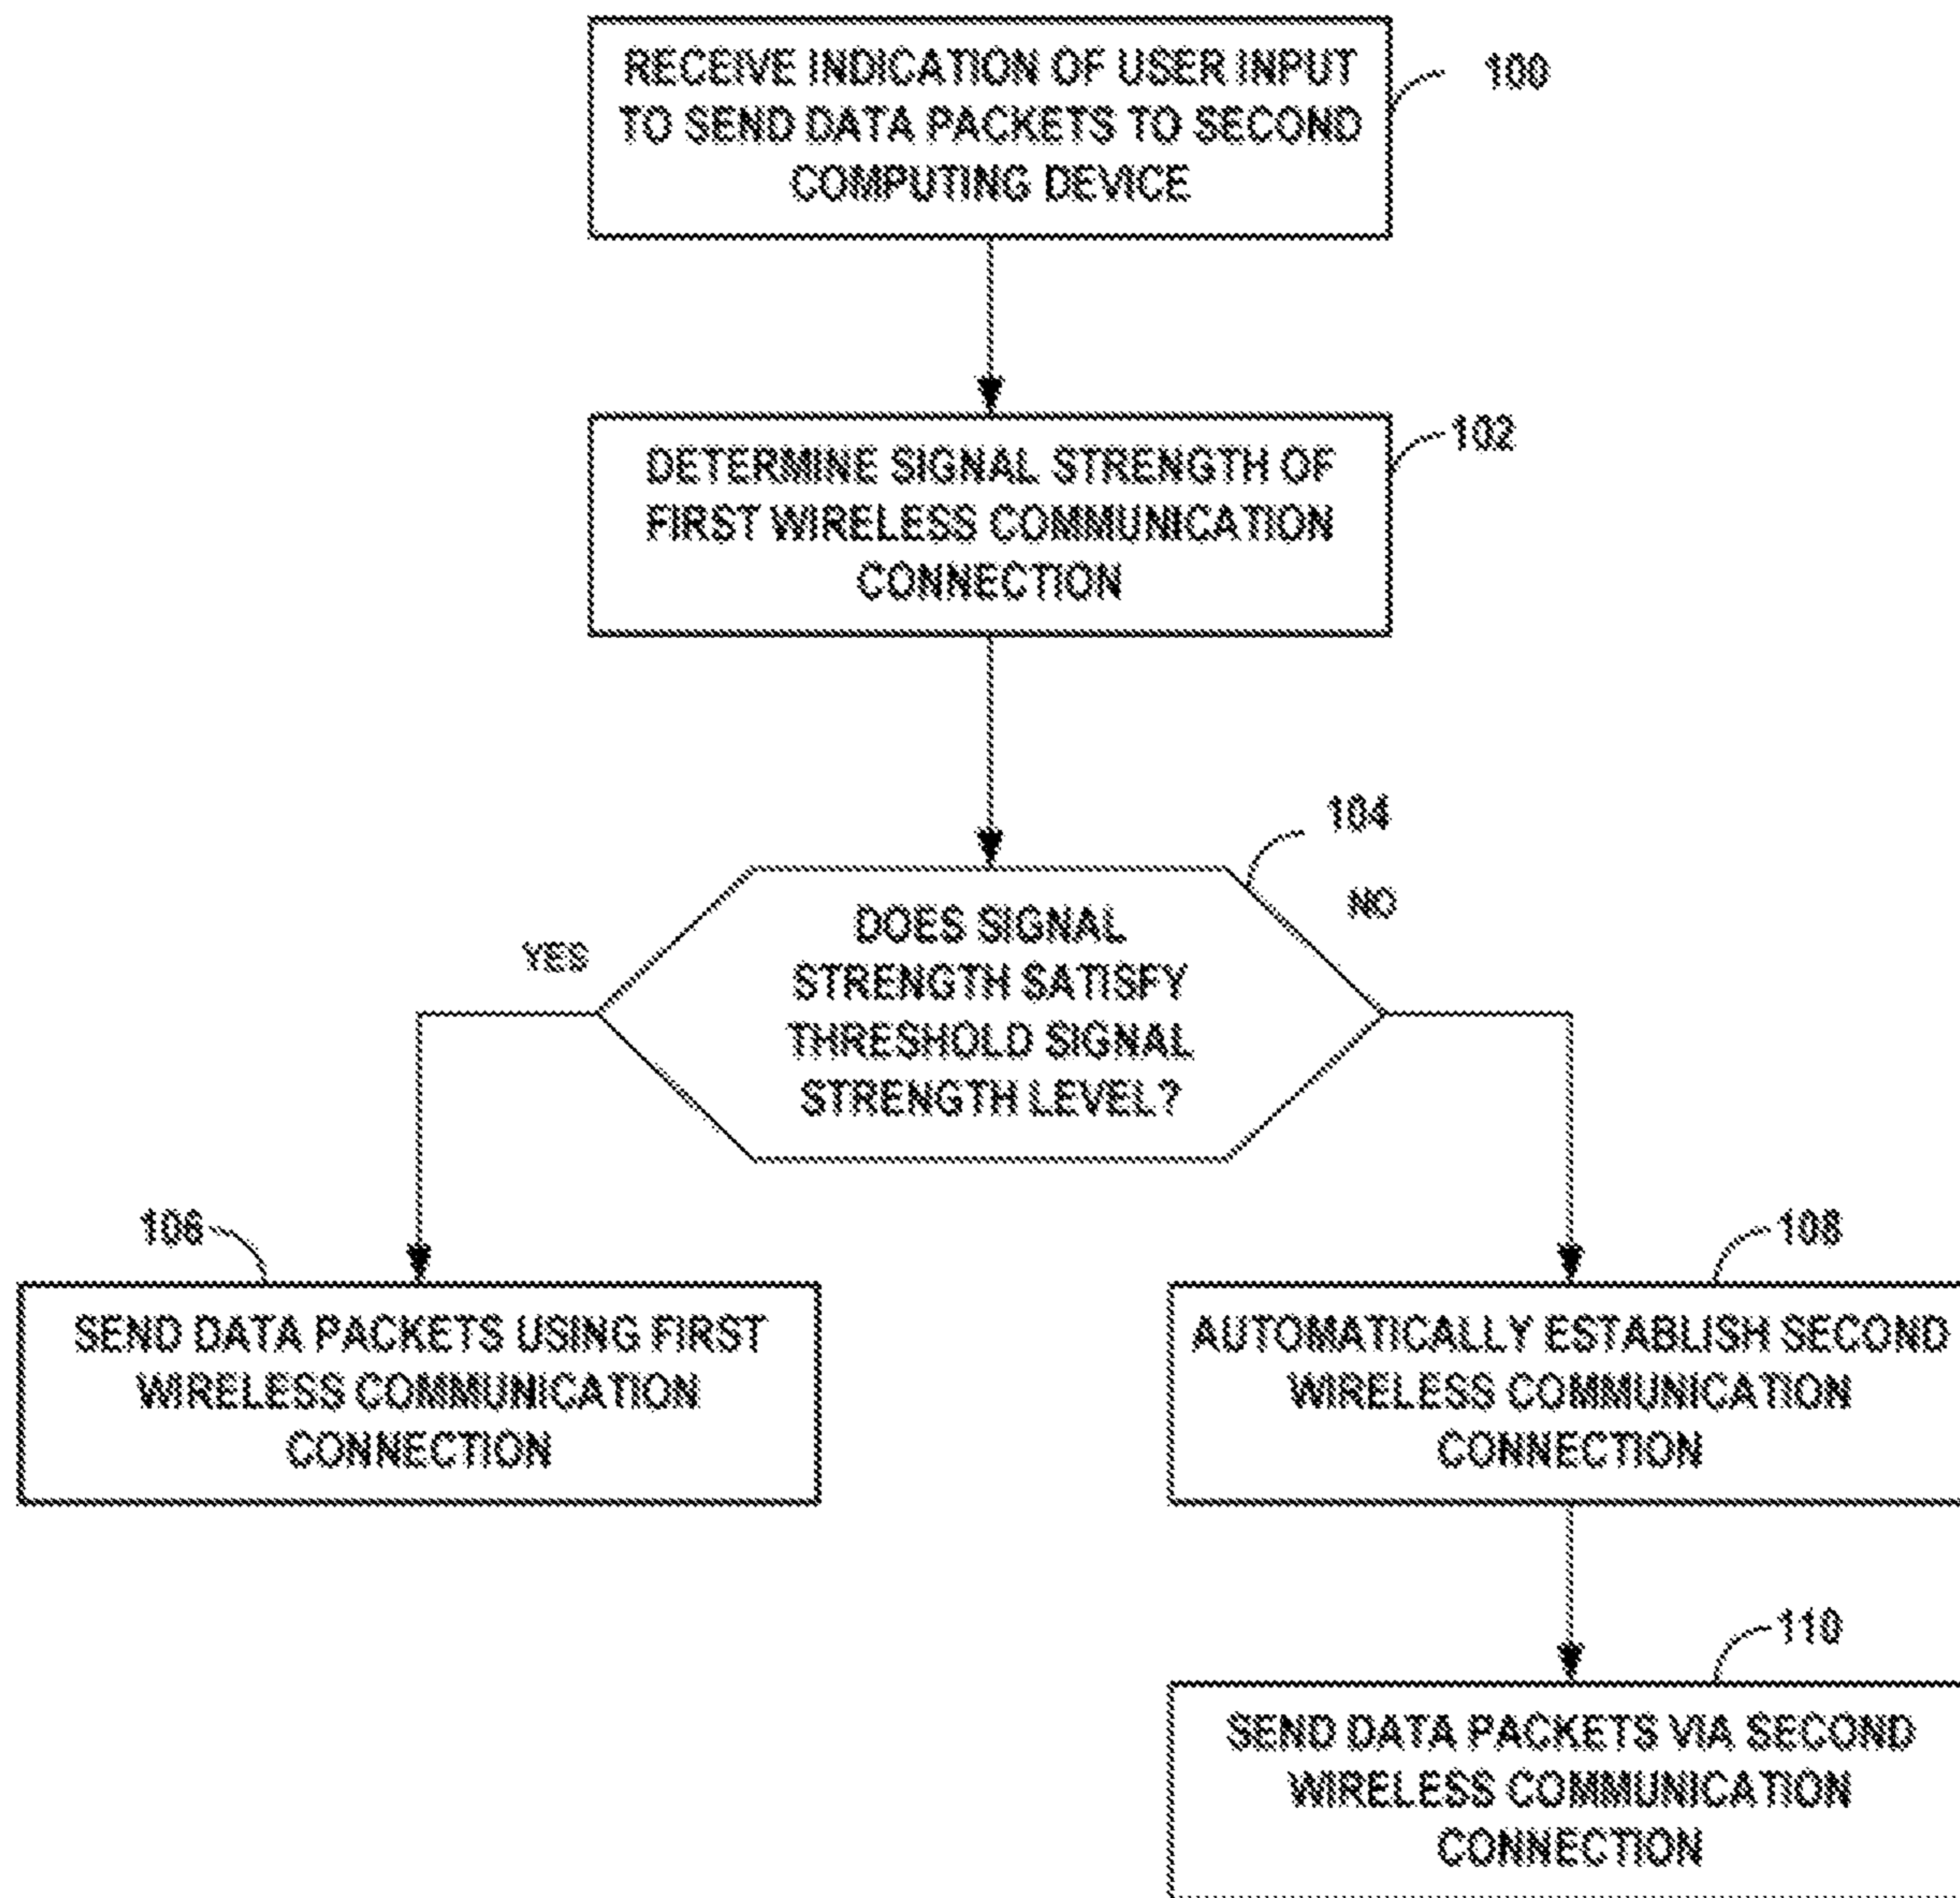 RECEIVE INDICATION OF USER INPUT
TO SEND DATA PACKETS TO SECOND
COMPUTING DEVICE
100
DETERMINE SIGNAL STRENGTH OF
FIRST WIRELESS COMMUNICATION
CONNECTION
102
104
NO
YES
DOES SIGNAL
STRENGTH SATISFY
THRESHOLD SIGNAL
STRENGTH LEVEL?
106
SEND DATA PACKETS USING FIRST
WIRELESS COMMUNICATION
CONNECTION
108
AUTOMATICALLY ESTABLISH SECOND
WIRELESS COMMUNICATION
CONNECTION
110
SEND DATA PACKETS VIA SECOND
WIRELESS COMMUNICATION
CONNECTION